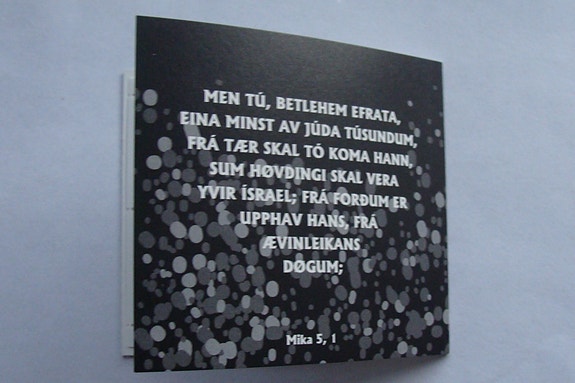 MEN TÚ, BETLEHEM EFRATA,
EINA MINST AV JÚDA TÚSUNDUM,
FRÁ TÆR SKAL TÓ KOMA HANN,
SUM HØVDINGI SKAL VERA
YVIR ÍSRAEL; FRÁ FORÐUM ER
UPPHAV HANS, FRÁ
ÆVINLEIKANS
DØGUM;
Mika 5, 1